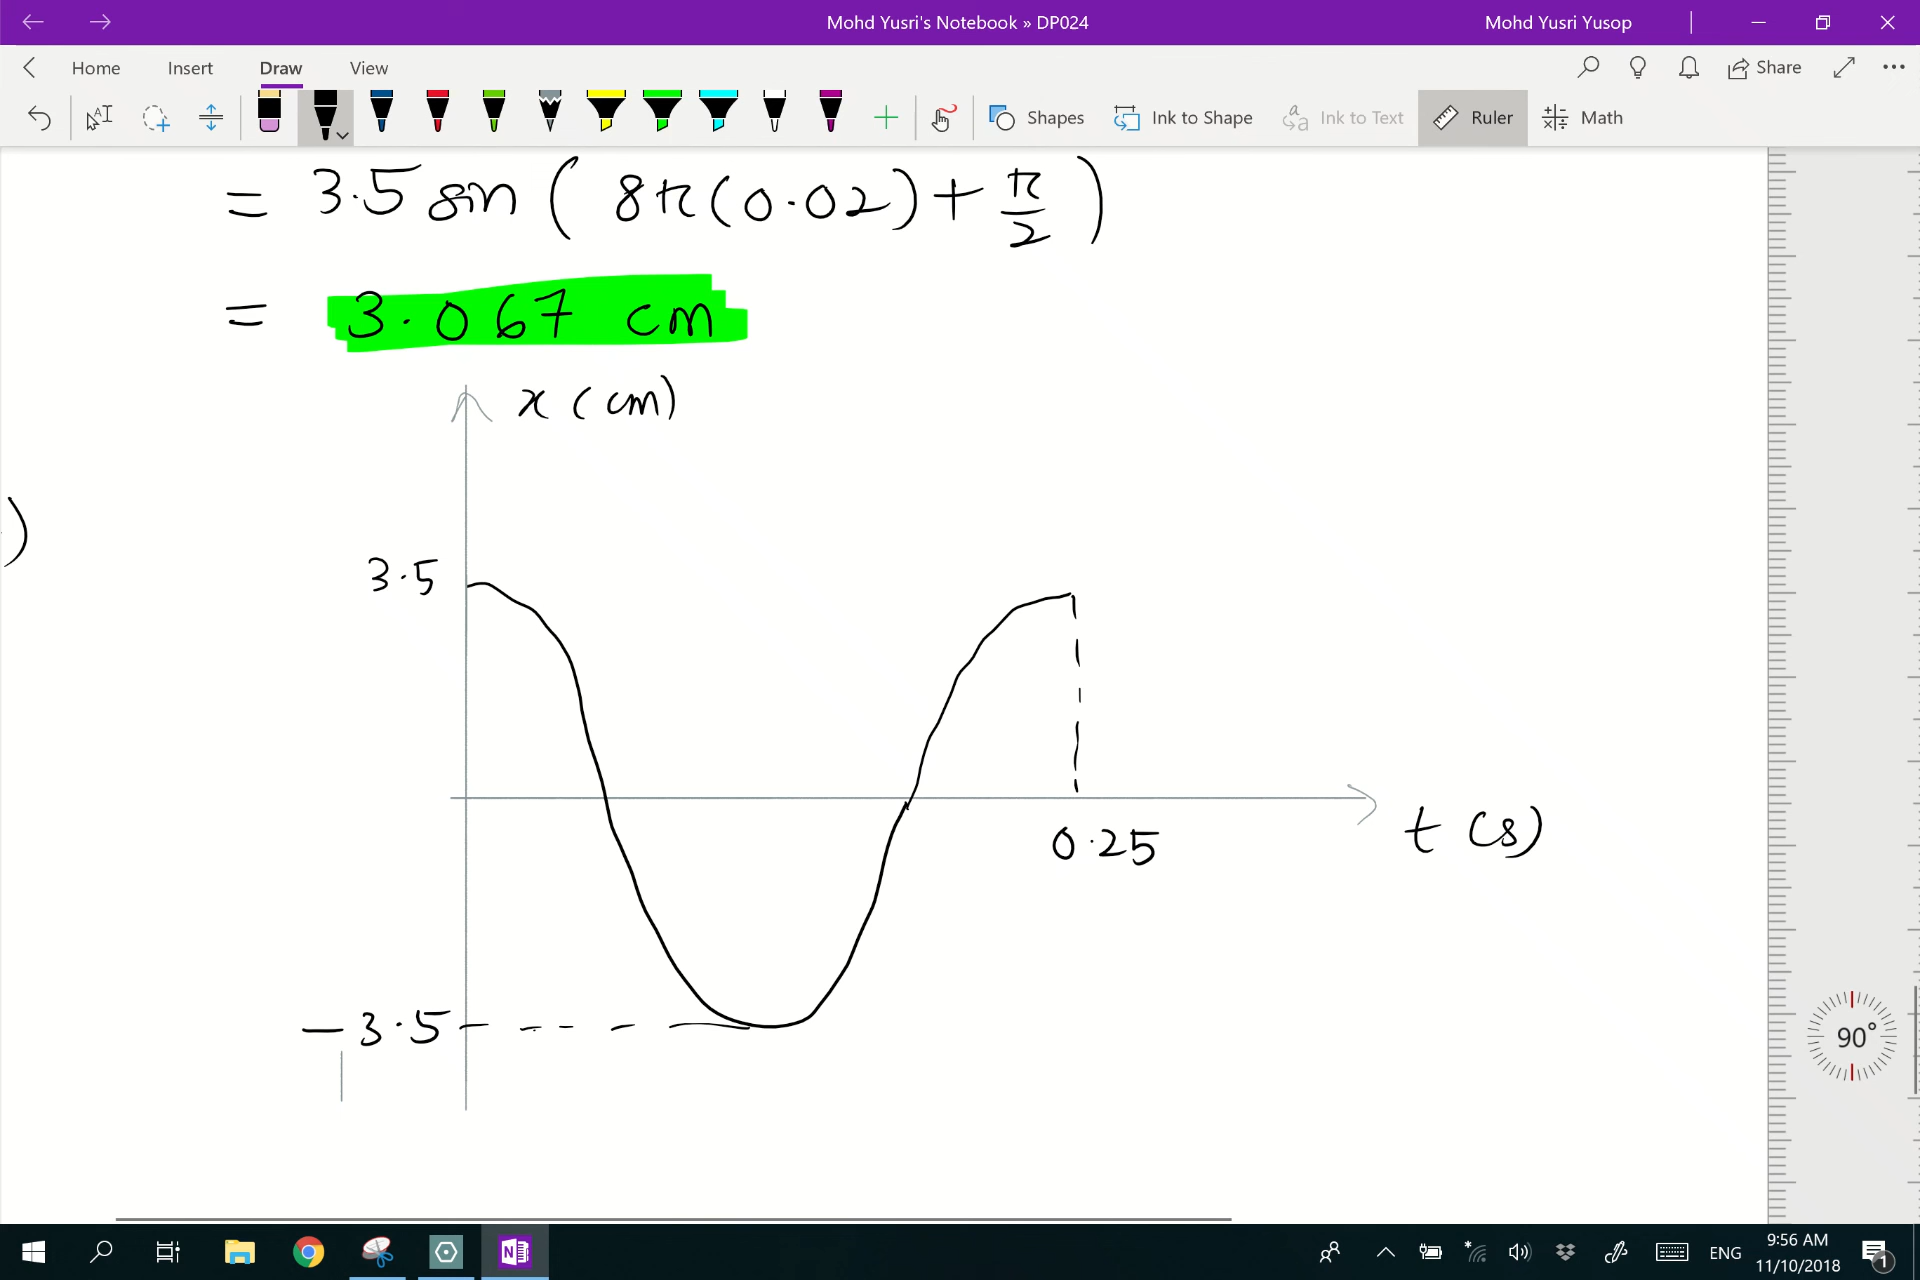 Mohd Yusri's Notebook » DP024
Mohd Yusri Yusop
Home Insert Draw View
Share
Shapes Ink to Shape Ink to Text Ruler Math
= 3.5 sin ( 8π(0.02) + π/2 )
= 3.067 cm
x (cm)
)
3.5
0.25
t (s)
-3.5
90°
ENG
9:56 AM
11/10/2018
1